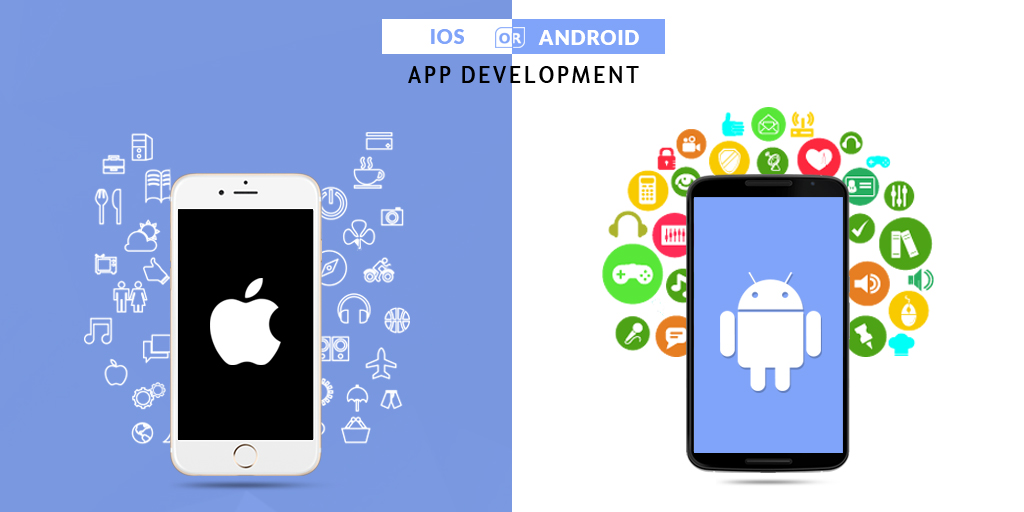 IOS OR ANDROID
APP DEVELOPMENT